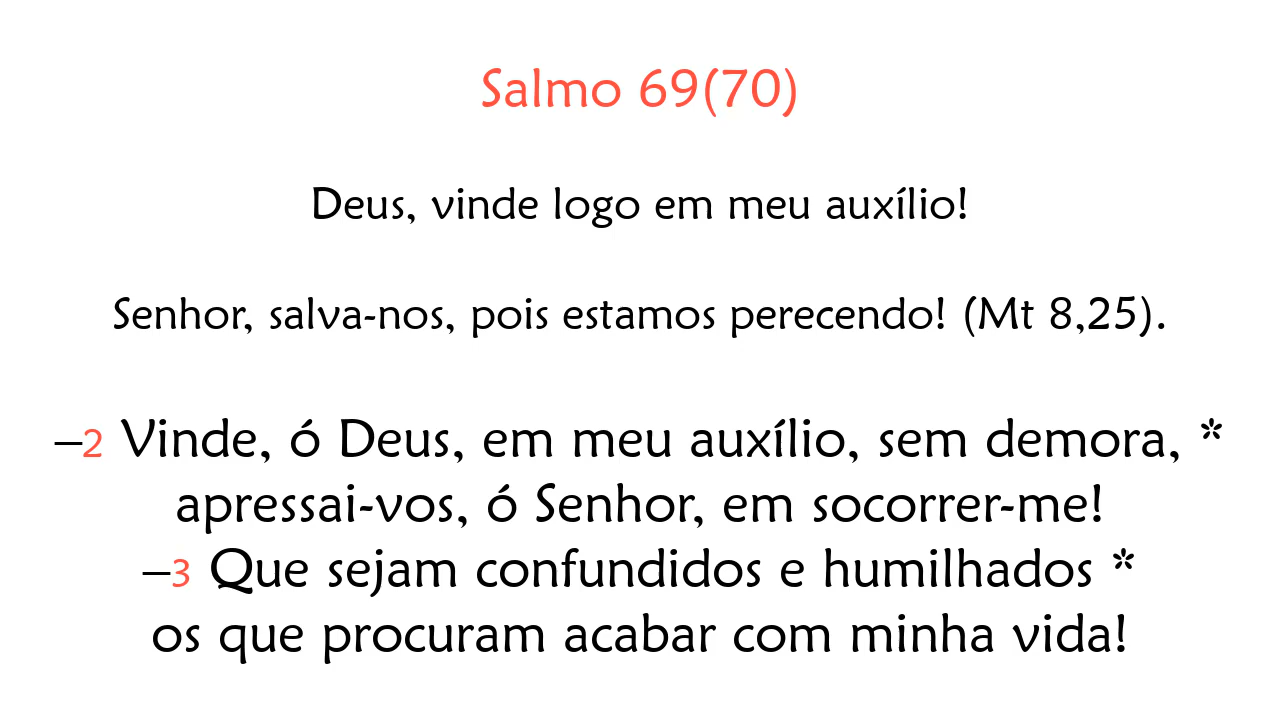 Salmo 69(70)
Deus, vinde logo em meu auxílio!
Senhor, salva-nos, pois estamos perecendo! (Mt 8,25).
–2 Vinde, ó Deus, em meu auxílio, sem demora, *
apressai-vos, ó Senhor, em socorrer-me!
–3 Que sejam confundidos e humilhados *
os que procuram acabar com minha vida!